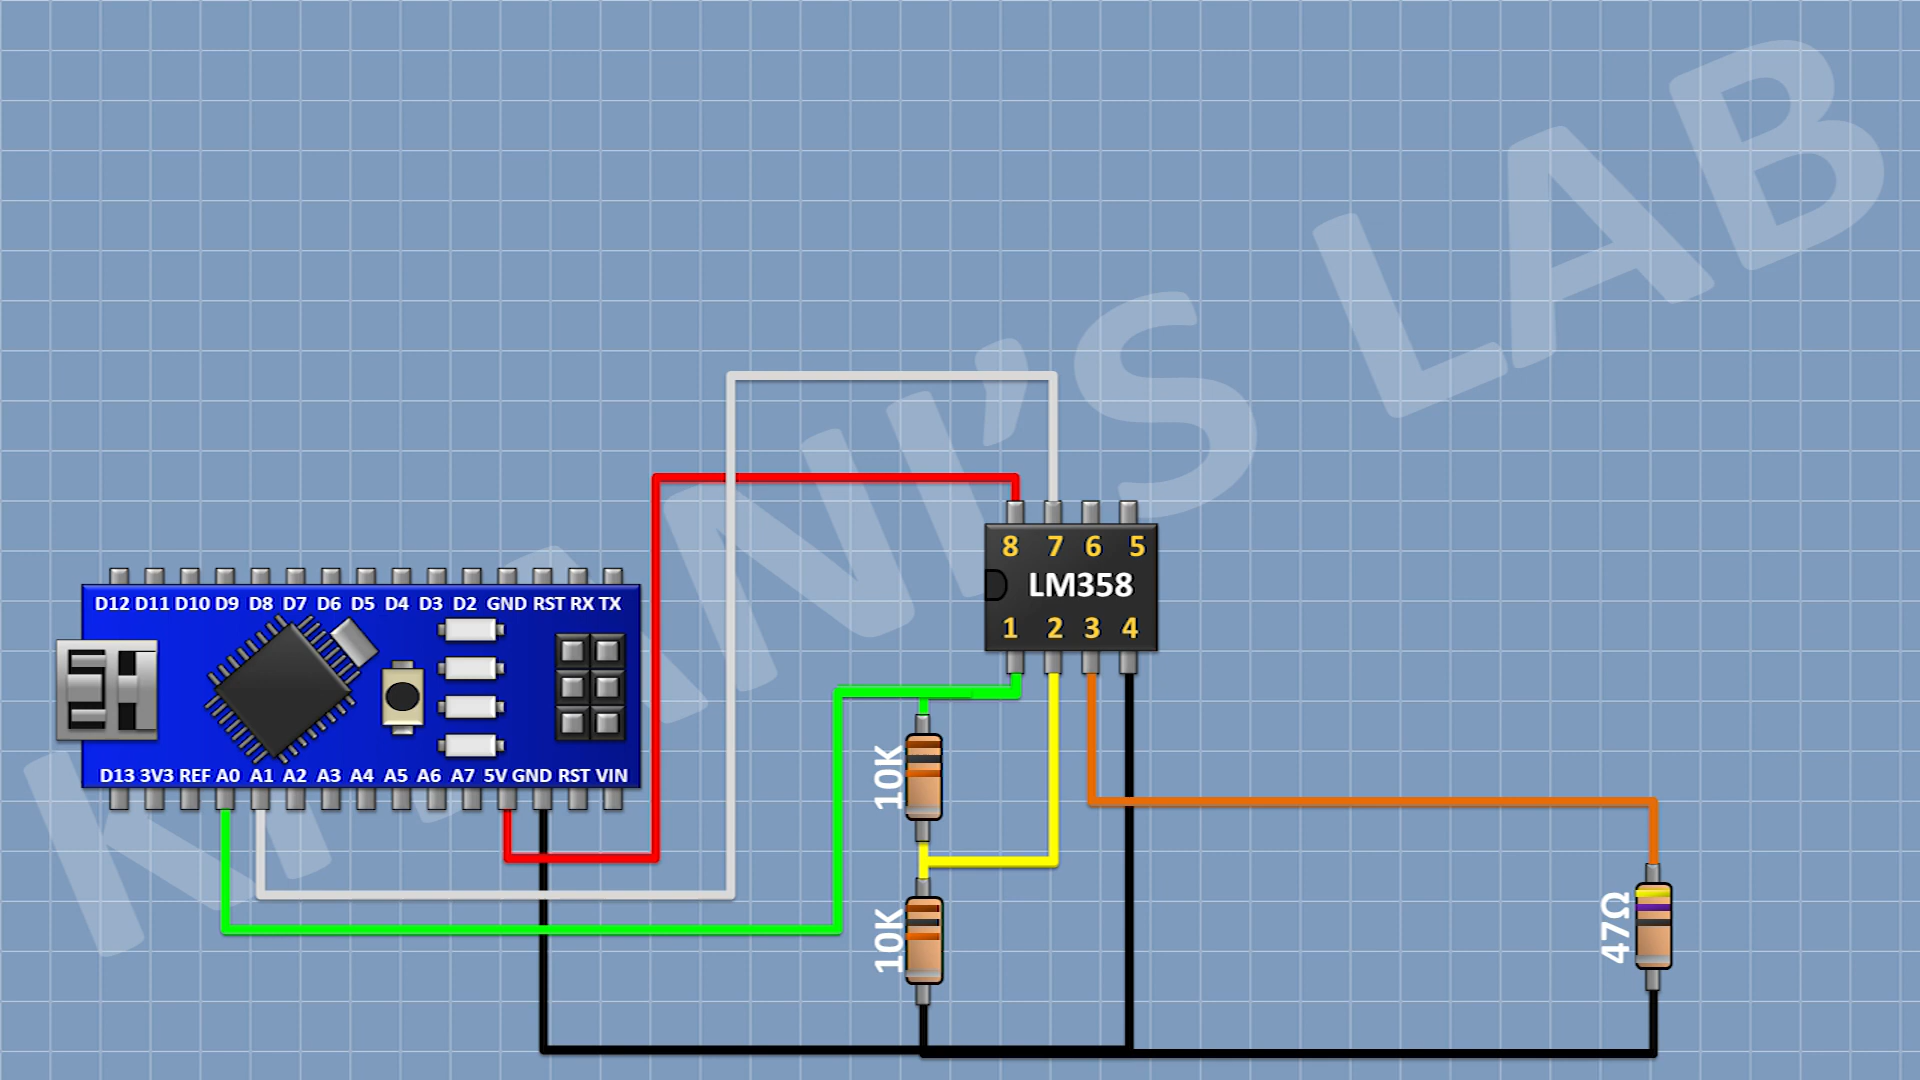 KHANI'S LAB
8 7 6 5
LM358
1 2 3 4
D12 D11 D10 D9 D8 D7 D6 D5 D4 D3 D2 GND RST RX TX
D13 3V3 REF A0 A1 A2 A3 A4 A5 A6 A7 5V GND RST VIN
10K
10K
47Ω